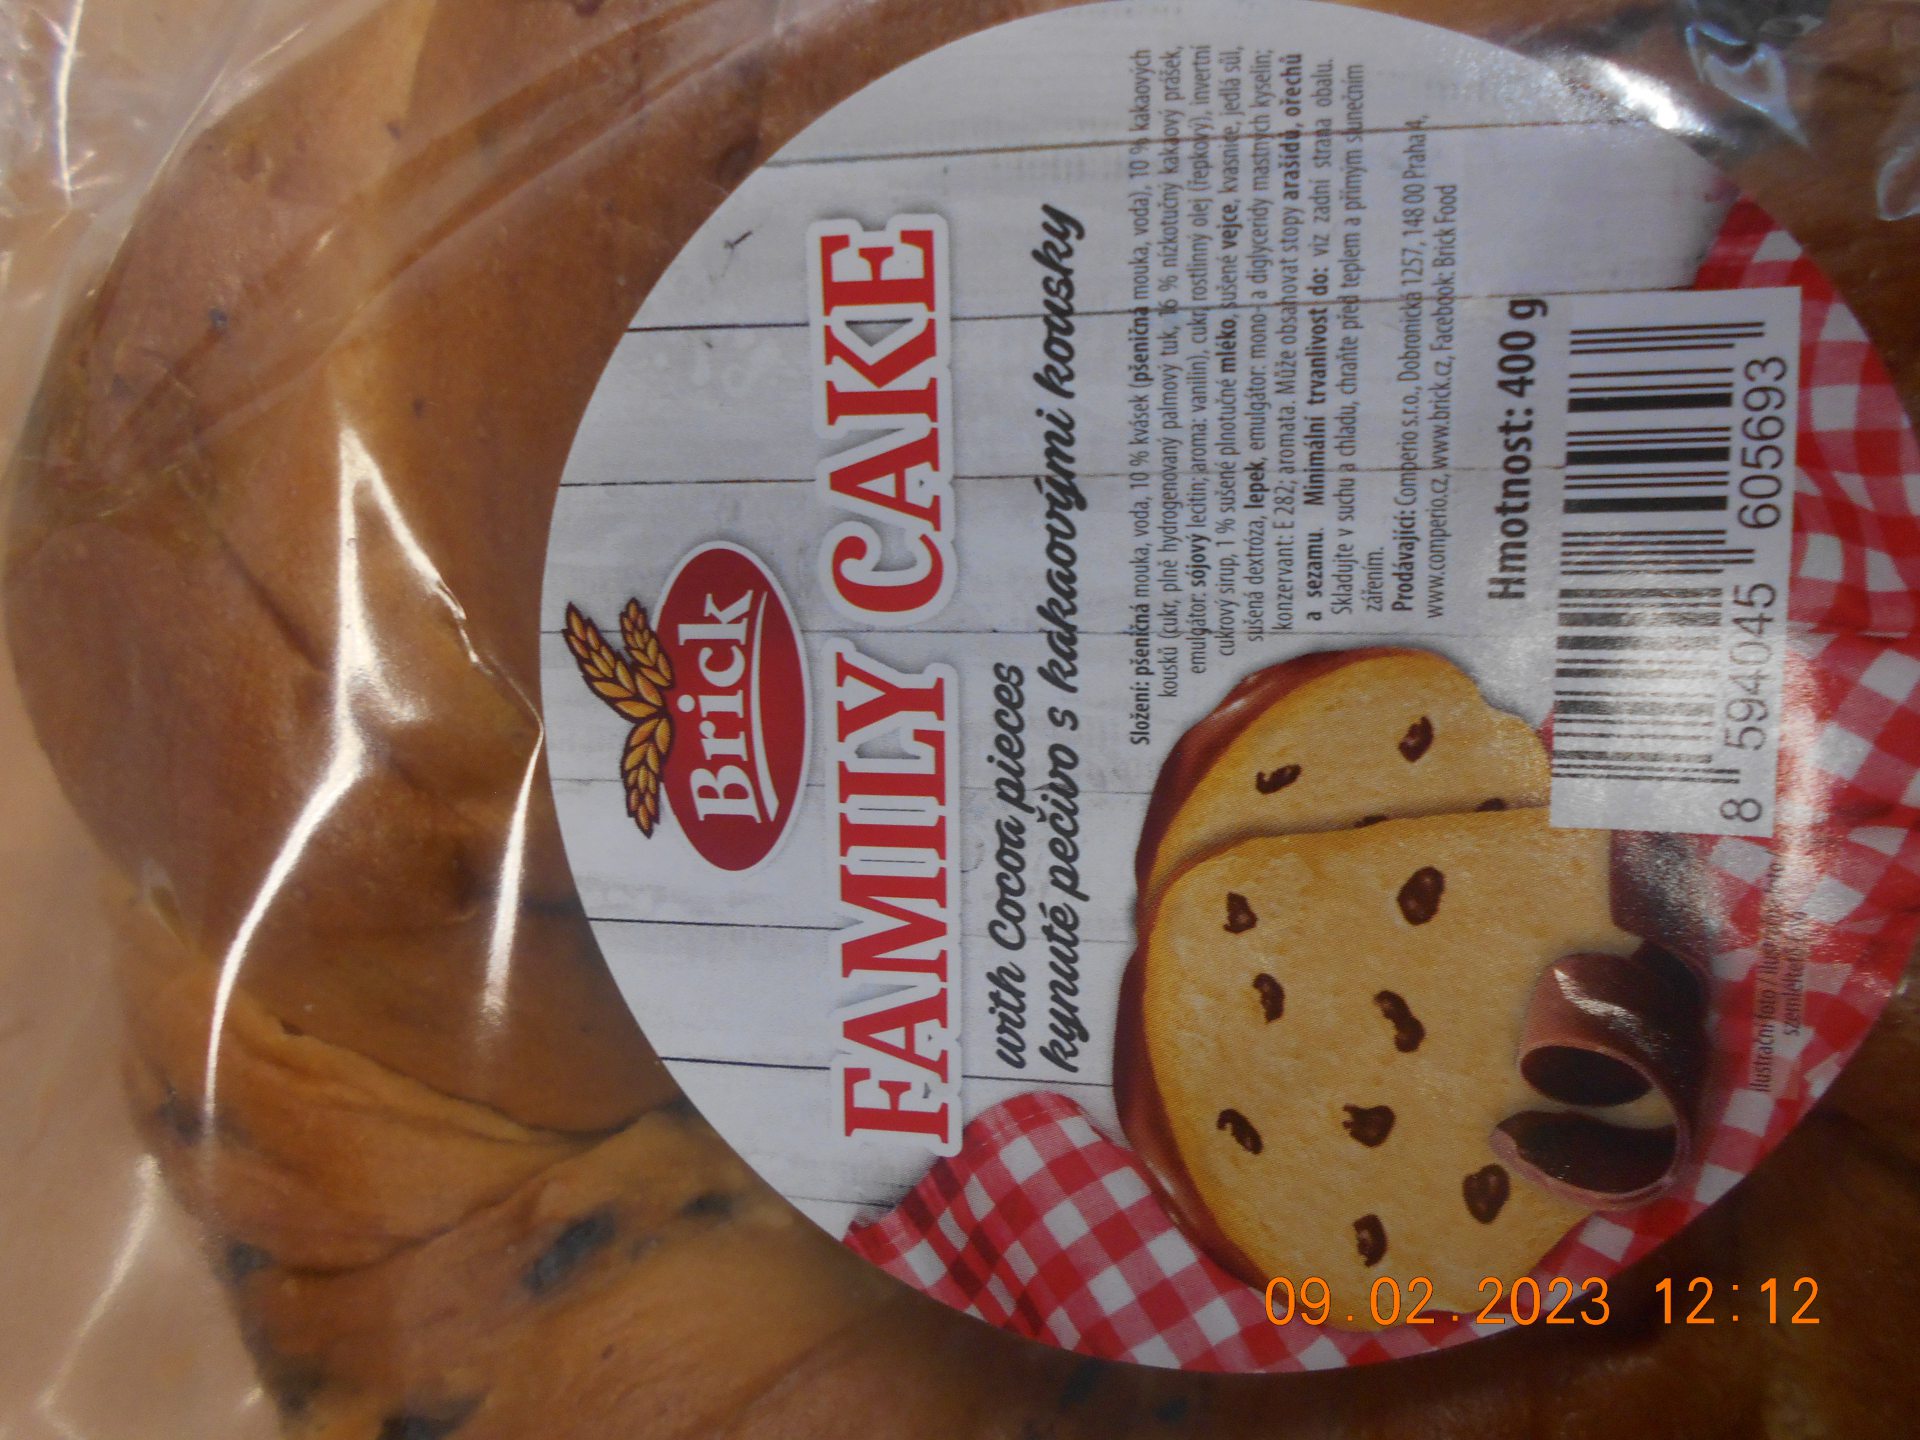 Brick
FAMILY CAKE
with Cocoa pieces
kynuté pečivo s kakaovými kousky
Složení: pšeničná mouka, voda, 10 % kvásek (pšeničná mouka, voda), 10 % kakaových
kousků (cukr, plně hydrogenovaný palmový tuk, 16 % nízkotučný kakaový prášek,
emulgátor: sójový lecitin; aroma: vanilin), cukr, rostlinný olej (řepkový), invertní
cukrový sirup, 1 % sušené plnotučné mléko, sušené vejce, kvasnice, jedlá sůl,
sušená dextróza, lepek, emulgátor: mono- a diglyceridy mastných kyselin;
konzervant: E 282; aromata. Může obsahovat stopy arašídů, ořechů
a sezamu. Minimální trvanlivost do: viz zadní strana obalu.
Skladujte v suchu a chladu, chraňte před teplem a přímým slunečním
zářením.
Prodávající: Comperio s.r.o., Dobronická 1257, 148 00 Praha 4,
www.comperio.cz, www.brick.cz, Facebook: Brick Food
Hmotnost: 400 g
8 594045 605693
Ilustrační foto /
09.02.2023 12:12